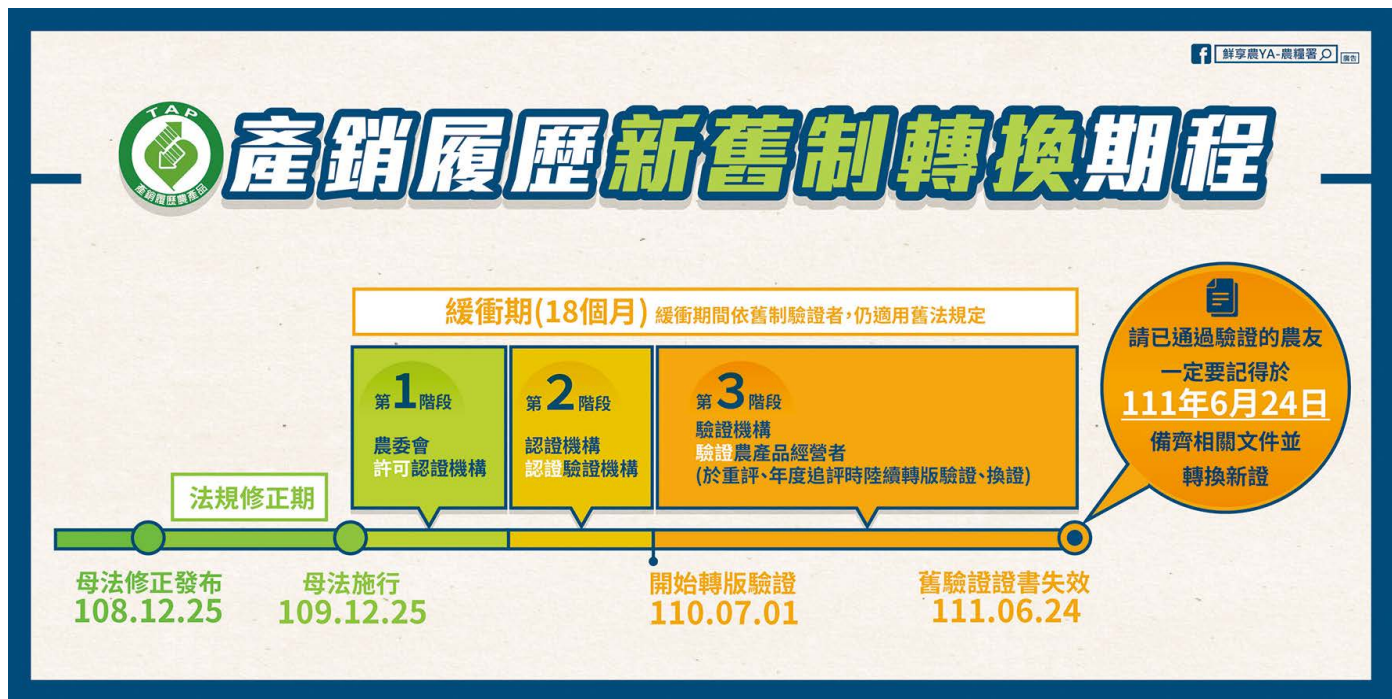 鮮享農YA-農糧署
廣告
TAP
產銷履歷農產品
產銷履歷新舊制轉換期程
緩衝期(18個月) 緩衝期間依舊制驗證者,仍適用舊法規定
第1階段
農委會
許可認證機構
第2階段
認證機構
認證驗證機構
第3階段
驗證機構
驗證農產品經營者
(於重評、年度追評時陸續轉版驗證、換證)
請已通過驗證的農友
一定要記得於
111年6月24日
備齊相關文件並
轉換新證
法規修正期
母法修正發布
108.12.25
母法施行
109.12.25
開始轉版驗證
110.07.01
舊驗證證書失效
111.06.24